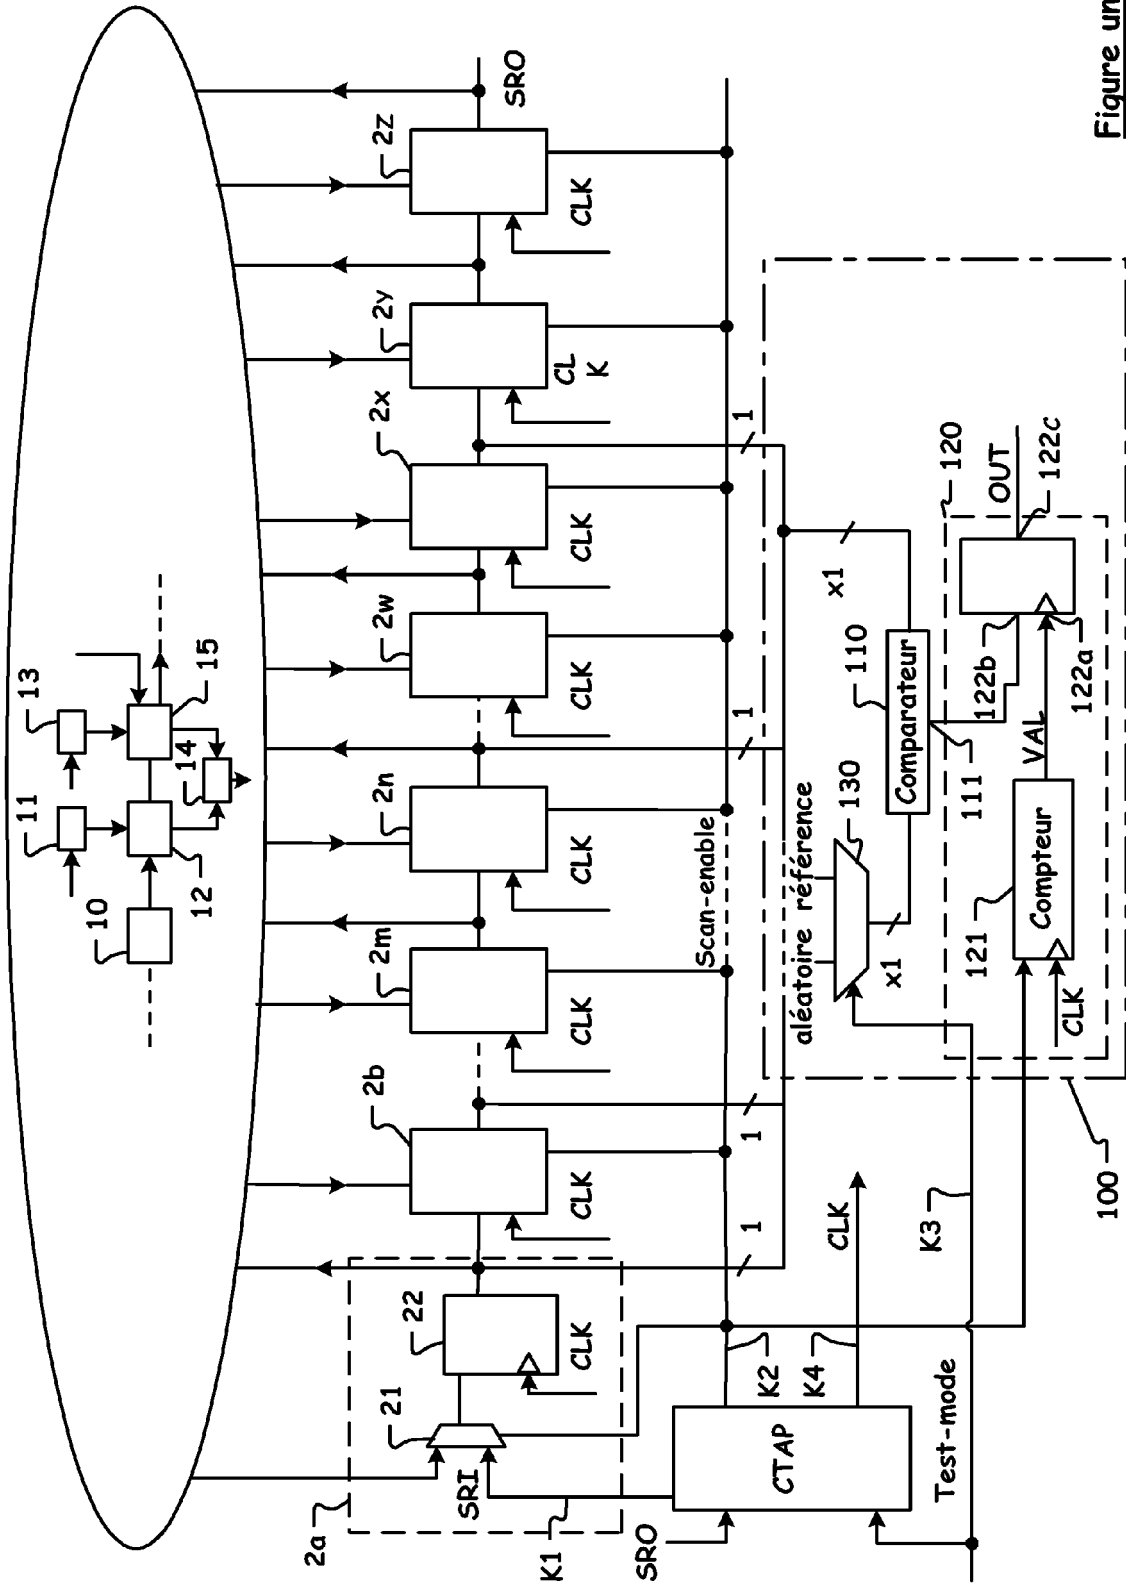 11
13
10
12
14
15
2a
21
22
2b
2m
2n
2w
2x
2y
2z
SRI
CLK
CLK
CLK
CLK
CLK
CLK
CL
K
CLK
SRO
K1
SRO
CTAP
K2
K4
CLK
K3
Test-mode
Scan-enable
1
1
1
1
aléatoire référence
130
x1
110
Comparateur
x1
111
120
121
Compteur
CLK
VAL
122b
122a
OUT
122c
100
Figure un